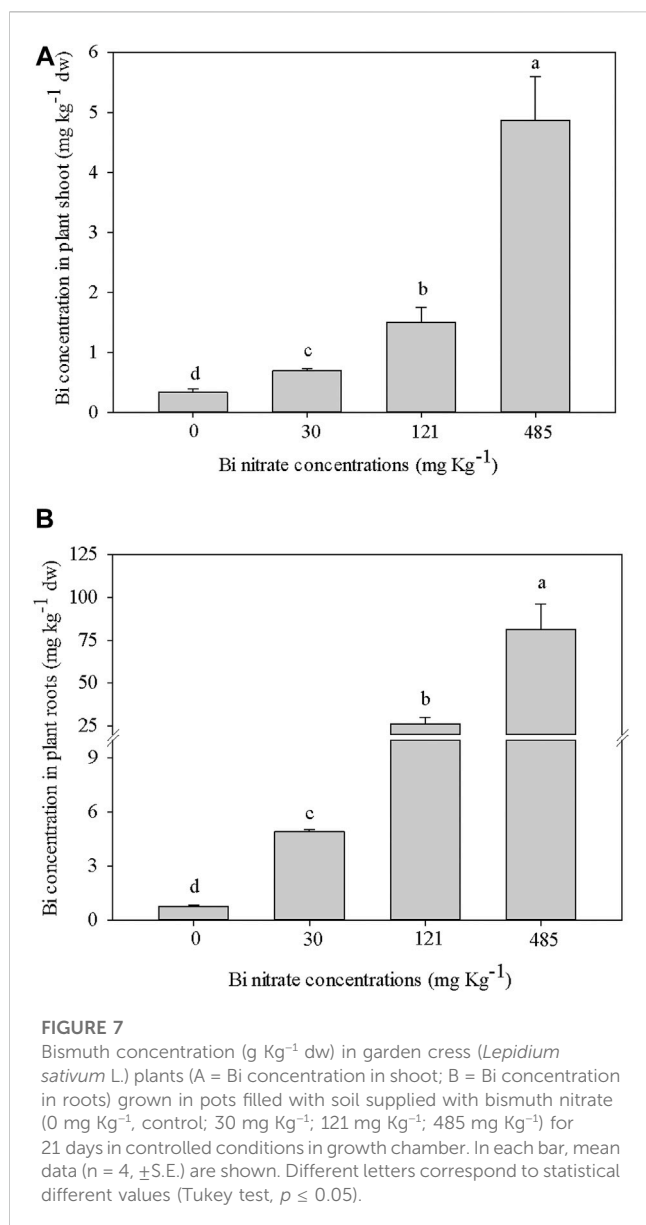 A
Bi concentration in plant shoot (mg kg⁻¹ dw)
6
5
4
3
2
1
0
d
c
b
a
0
30
121
485
Bi nitrate concentrations (mg Kg⁻¹)
B
Bi concentration in plant roots (mg kg⁻¹ dw)
125
100
75
50
25
9
6
3
0
d
c
b
a
0
30
121
485
Bi nitrate concentrations (mg Kg⁻¹)
FIGURE 7
Bismuth concentration (g Kg⁻¹ dw) in garden cress (Lepidium
sativum L.) plants (A = Bi concentration in shoot; B = Bi concentration
in roots) grown in pots filled with soil supplied with bismuth nitrate
(0 mg Kg⁻¹, control; 30 mg Kg⁻¹; 121 mg Kg⁻¹; 485 mg Kg⁻¹) for
21 days in controlled conditions in growth chamber. In each bar, mean
data (n = 4, ±S.E.) are shown. Different letters correspond to statistical
different values (Tukey test, p ≤ 0.05).